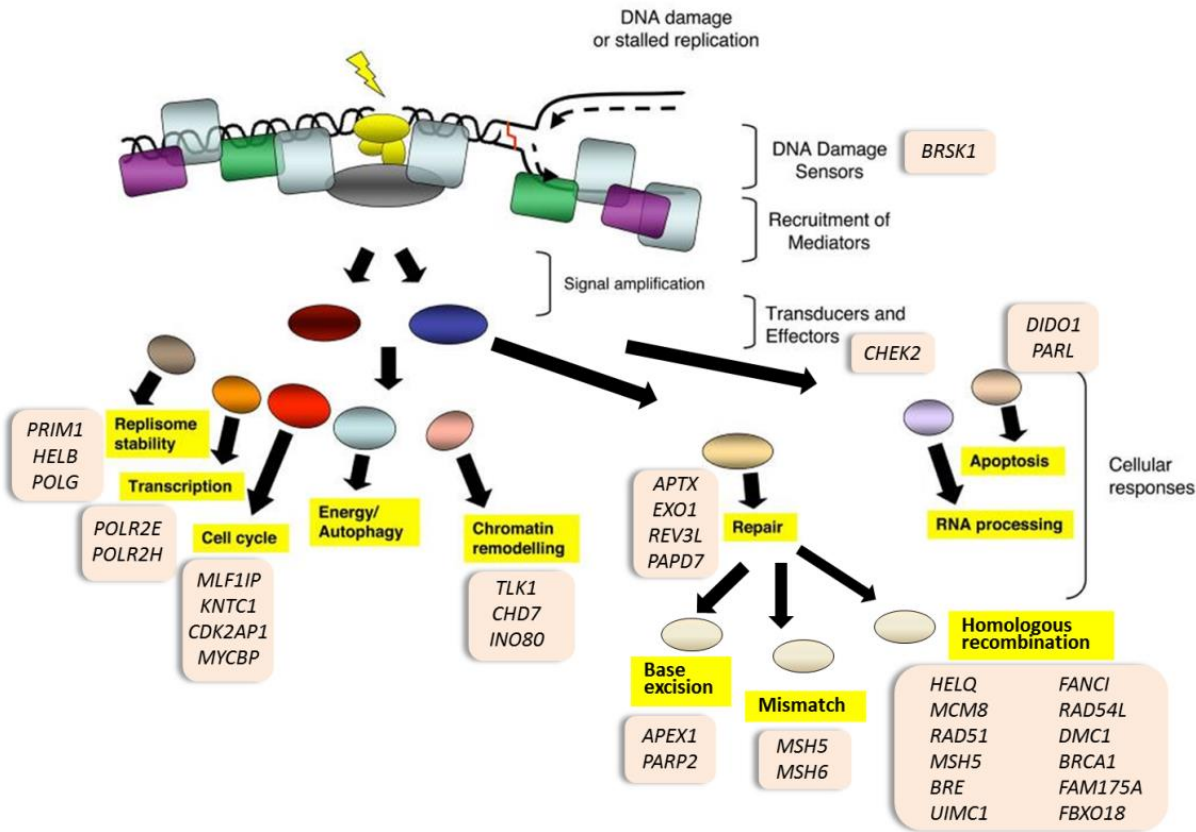 DNA damage
or stalled replication
DNA Damage
Sensors
BRSK1
Recruitment of
Mediators
Signal amplification
Transducers and
Effectors
CHEK2
DIDO1
PARL
PRIM1
HELB
POLG
Replisome
stability
Transcription
POLR2E
POLR2H
Cell cycle
MLF1IP
KNTC1
CDK2AP1
MYCBP
Energy/
Autophagy
Chromatin
remodelling
TLK1
CHD7
INO80
APTX
EXO1
REV3L
PAPD7
Repair
Apoptosis
RNA processing
Cellular
responses
Base
excision
APEX1
PARP2
Mismatch
MSH5
MSH6
Homologous
recombination
HELQ
MCM8
RAD51
MSH5
BRE
UIMC1
FANCI
RAD54L
DMC1
BRCA1
FAM175A
FBXO18